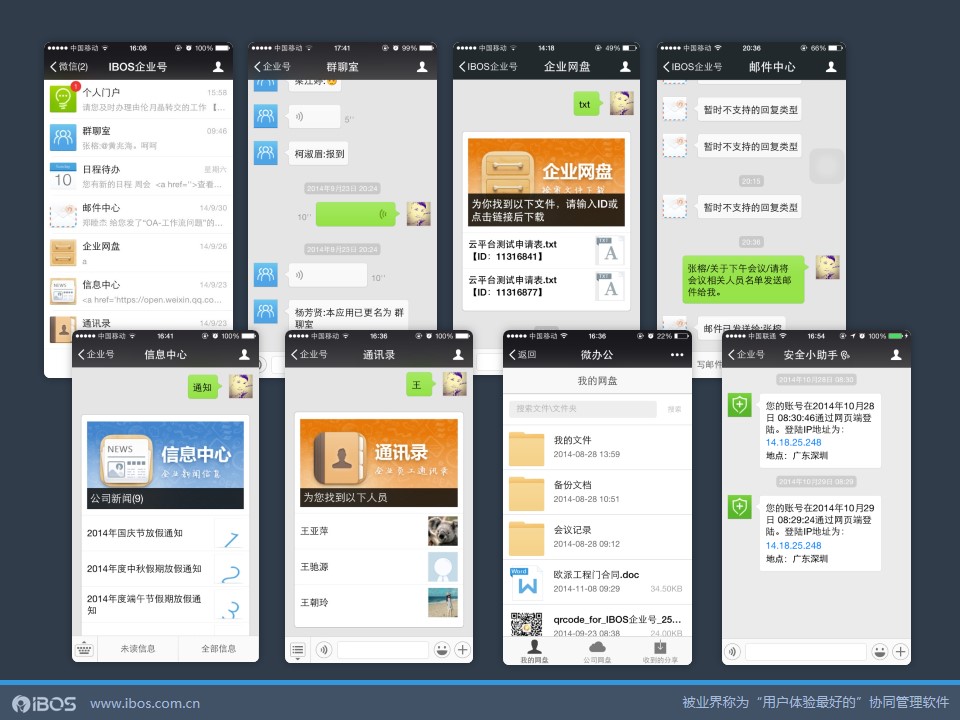 中国移动 16:08 100%
微信(2) IBOS企业号
1
个人门户 15:58
请您及时办理由伦月晶转交的工作 【...
群聊室 09:46
张榕:@黄兆海。呵呵
日程待办 星期六
10
您有新的日程 周会 <a href=">查看...
邮件中心 14/9/30
郑晓杰 给您发了“OA-工作流问题”的...
企业网盘 14/9/26
a
信息中心 14/9/23
<a href='https://open.weixin.qq.co...
通讯录 14/9/23
中国移动 17:41 99%
企业号 群聊室
5"
柯淑眉:报到
2014年9月23日 20:24
10"
2014年9月23日 20:24
10"
杨芳贤:本应用已更名为 群
聊室
中国移动 14:18 49%
IBOS企业号 企业网盘
txt
企业网盘
检索文件下载
为你找到以下文件，请输入ID或
点击链接后下载
云平台测试申请表.txt
【ID：11316841】
云平台测试申请表.txt
【ID：11316877】
中国移动 20:36 66%
IBOS企业号 邮件中心
暂时不支持的回复类型
暂时不支持的回复类型
20:15
暂时不支持的回复类型
20:36
张榕/关于下午会议/请将
会议相关人员名单发送邮
件给我。
邮件已发送给:张榕
写邮件
中国移动 16:41 100%
企业号 信息中心
通知
NEWS
信息中心
企业新闻信息
公司新闻(9)
2014年国庆节放假通知 1
2014年度中秋假期放假通知 2
2014年度端午节假期放假通
知 3
未读信息 全部信息
中国移动 16:36 100%
企业号 通讯录
王
通讯录
企业员工通讯录
为您找到以下人员
王亚萍
王驰源
王朝玲
中国移动 16:36 22%
返回 微办公 •••
我的网盘
搜索文件\文件夹 搜索
我的文件
2014-08-28 13:59
备份文档
2014-08-28 10:51
会议记录
2014-08-28 09:12
Word W
欧派工程门合同.doc
2014-11-08 09:29 34.50KB
qrcode_for_IBOS企业号_25...
2014-09-23 08:38 24.00KB
我的网盘 公司网盘 收到的分享
中国联通 16:54 100%
企业号 安全小助手
2014年10月28日 08:30
您的账号在2014年10月28
日 08:30:46通过网页端登
陆。登陆IP地址为：
14.18.25.248
地点：广东深圳
2014年10月29日 08:29
您的账号在2014年10月29
日 08:29:24通过网页端登
陆。登陆IP地址为：
14.18.25.248
地点：广东深圳
iBOS www.ibos.com.cn
被业界称为“用户体验最好的”协同管理软件